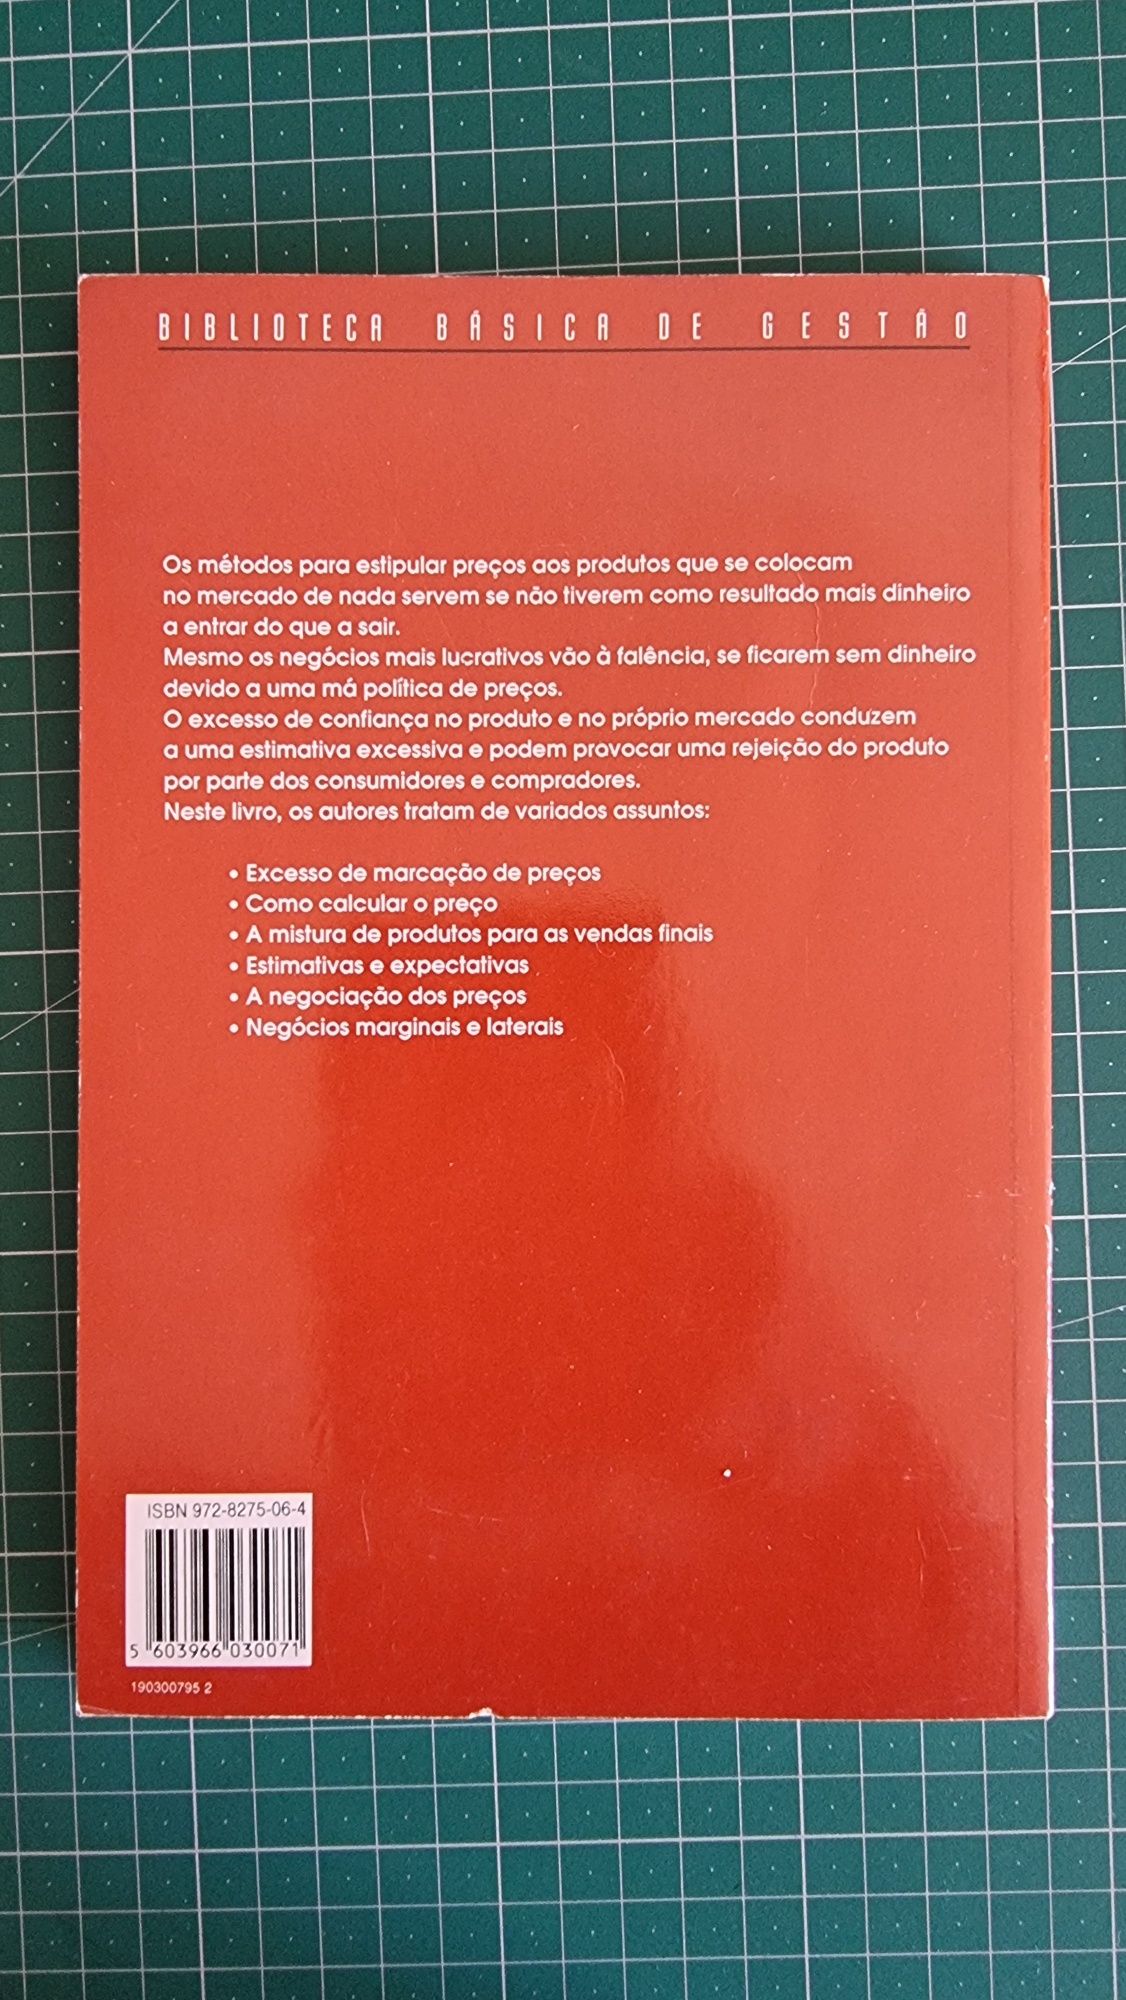 BIBLIOTECA BÁSICA DE GESTÃO
Os métodos para estipular preços aos produtos que se colocam
no mercado de nada servem se não tiverem como resultado mais dinheiro
a entrar do que a sair.
Mesmo os negócios mais lucrativos vão à falência, se ficarem sem dinheiro
devido a uma má política de preços.
O excesso de confiança no produto e no próprio mercado conduzem
a uma estimativa excessiva e podem provocar uma rejeição do produto
por parte dos consumidores e compradores.
Neste livro, os autores tratam de variados assuntos:
• Excesso de marcação de preços
• Como calcular o preço
• A mistura de produtos para as vendas finais
• Estimativas e expectativas
• A negociação dos preços
• Negócios marginais e laterais
ISBN 972-8275-06-4
5 603966 030071
190300795 2